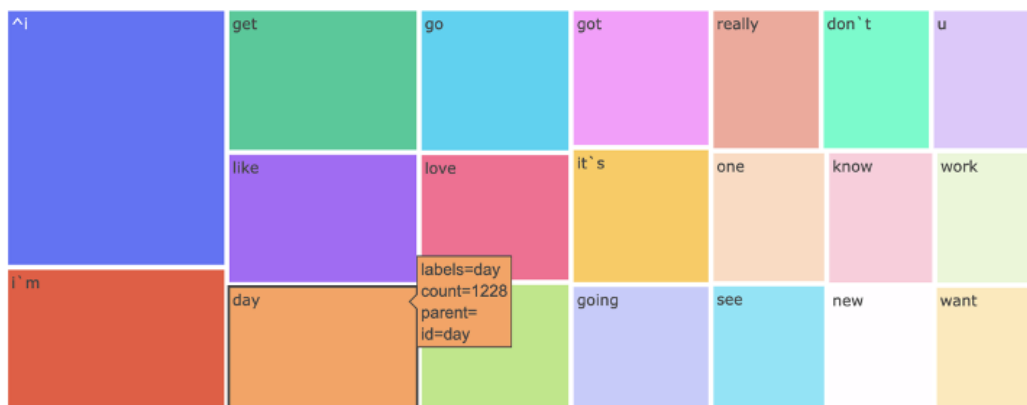 ^i
get
go
got
really
don`t
u
like
love
it`s
one
know
work
i`m
day
labels=day
count=1228
parent=
id=day
going
see
new
want